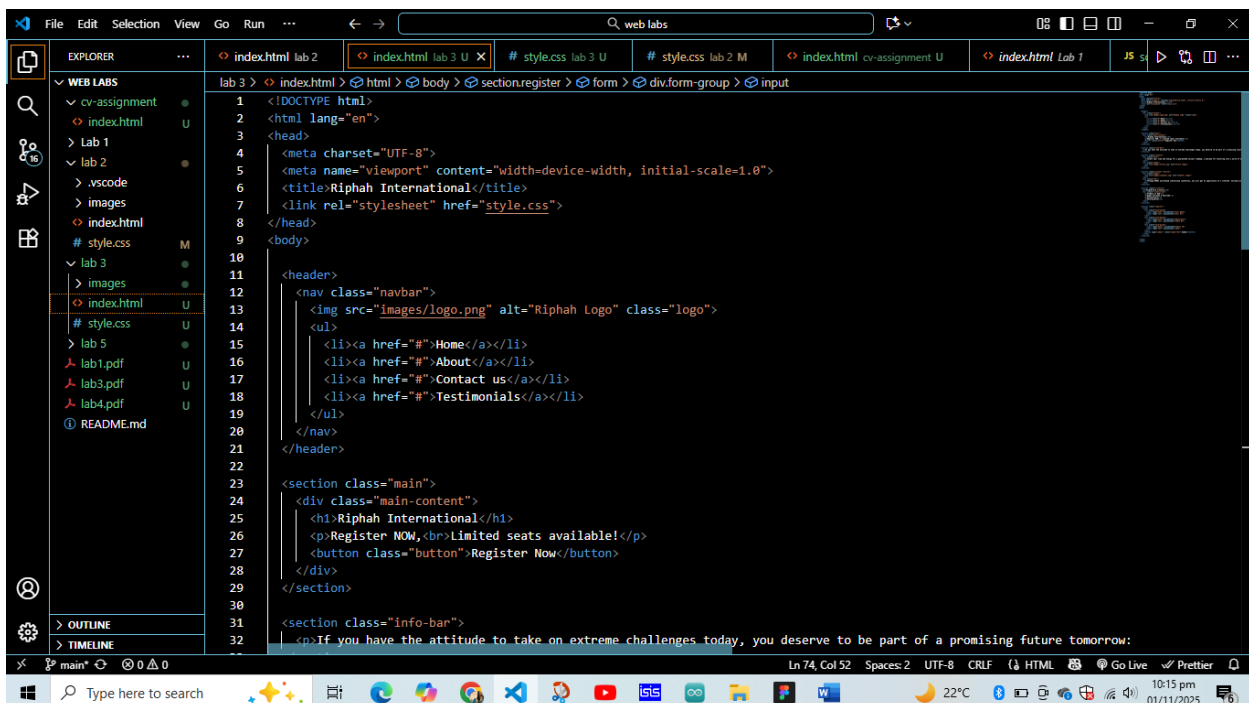 File Edit Selection View Go Run ··· web labs
EXPLORER ···
index.html lab 2
index.html lab 3 U
# style.css lab 3 U
# style.css lab 2 M
index.html cv-assignment U
index.html Lab 1
JS
WEB LABS
cv-assignment
index.html U
Lab 1
lab 2
.vscode
images
index.html
# style.css M
lab 3
images
index.html U
# style.css U
lab 5
lab1.pdf U
lab3.pdf U
lab4.pdf U
README.md
16
OUTLINE
TIMELINE
lab 3 > index.html > html > body > section.register > form > div.form-group > input
1 <!DOCTYPE html>
2 <html lang="en">
3 <head>
4 <meta charset="UTF-8">
5 <meta name="viewport" content="width=device-width, initial-scale=1.0">
6 <title>Riphah International</title>
7 <link rel="stylesheet" href="style.css">
8 </head>
9 <body>
10
11 <header>
12 <nav class="navbar">
13 <img src="images/logo.png" alt="Riphah Logo" class="logo">
14 <ul>
15 <li><a href="#">Home</a></li>
16 <li><a href="#">About</a></li>
17 <li><a href="#">Contact us</a></li>
18 <li><a href="#">Testimonials</a></li>
19 </ul>
20 </nav>
21 </header>
22
23 <section class="main">
24 <div class="main-content">
25 <h1>Riphah International</h1>
26 <p>Register NOW,<br>Limited seats available!</p>
27 <button class="button">Register Now</button>
28 </div>
29 </section>
30
31 <section class="info-bar">
32 <p>If you have the attitude to take on extreme challenges today, you deserve to be part of a promising future tomorrow:
main* 0 0 Ln 74, Col 52 Spaces: 2 UTF-8 CRLF HTML Go Live Prettier
Type here to search
isis
22°C
10:15 pm
01/11/2025
6